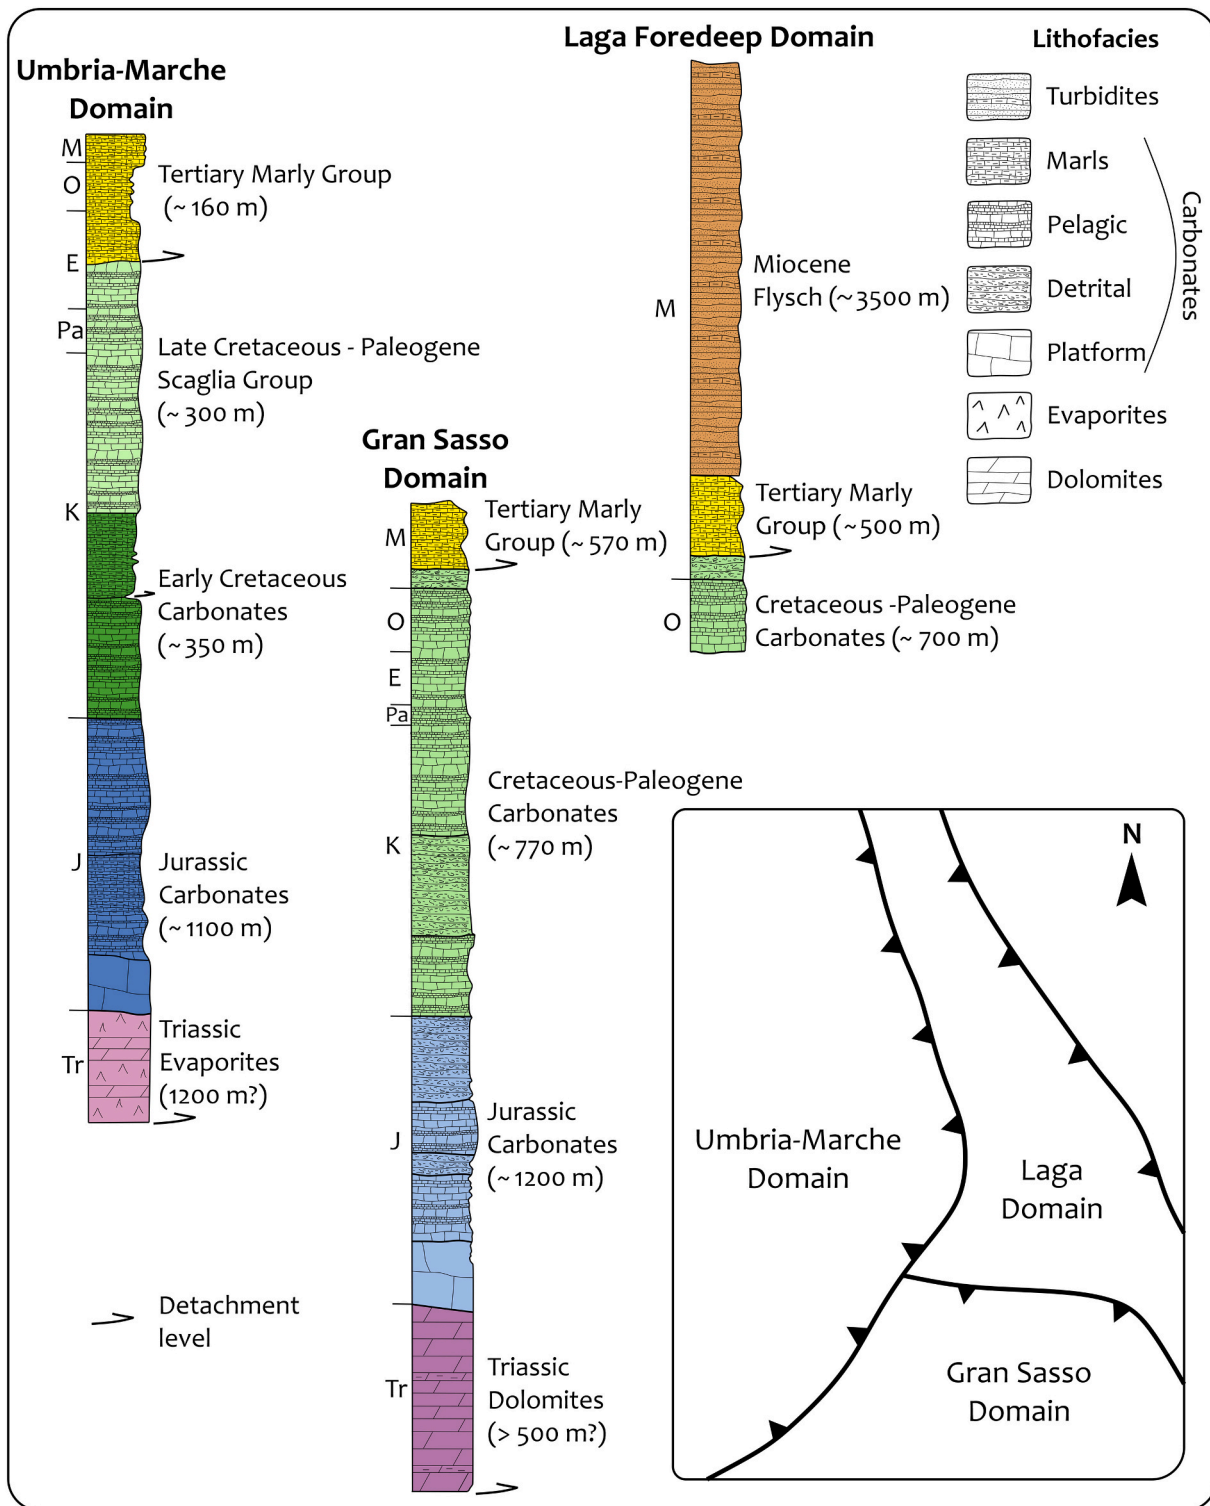 Umbria-Marche
Domain
M
O
E
Pa
K
J
Tr
Tertiary Marly Group
(~ 160 m)
Late Cretaceous - Paleogene
Scaglia Group
(~ 300 m)
Early Cretaceous
Carbonates
(~ 350 m)
Jurassic
Carbonates
(~ 1100 m)
Triassic
Evaporites
(1200 m?)
Detachment
level
Gran Sasso
Domain
M
O
E
Pa
K
J
Tr
Tertiary Marly
Group (~ 570 m)
Cretaceous-Paleogene
Carbonates
(~ 770 m)
Jurassic
Carbonates
(~ 1200 m)
Triassic
Dolomites
(> 500 m?)
Laga Foredeep Domain
M
O
Miocene
Flysch (~ 3500 m)
Tertiary Marly
Group (~ 500 m)
Cretaceous -Paleogene
Carbonates (~ 700 m)
Lithofacies
Turbidites
Marls
Pelagic
Detrital
Platform
Carbonates
Evaporites
Dolomites
N
Umbria-Marche
Domain
Laga
Domain
Gran Sasso
Domain